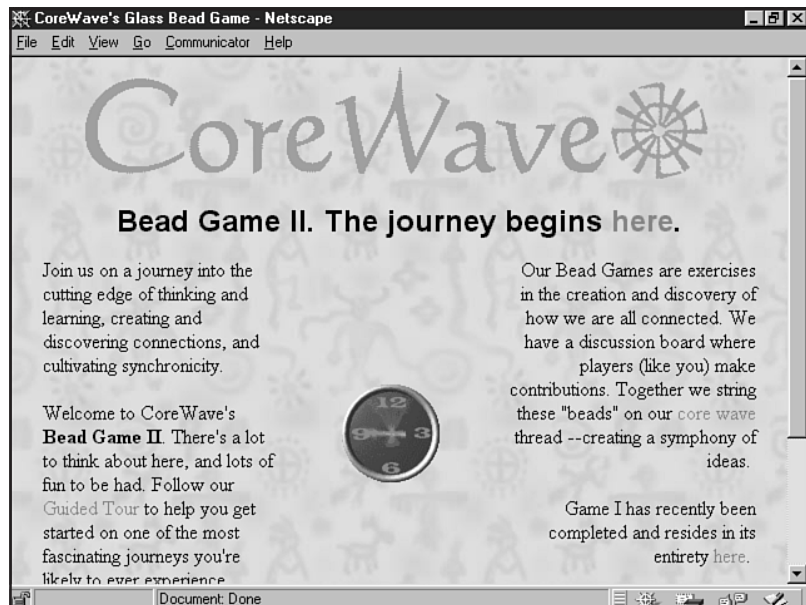 CoreWave's Glass Bead Game - Netscape
File Edit View Go Communicator Help
CoreWave
Bead Game II. The journey begins here.
Join us on a journey into the
cutting edge of thinking and
learning, creating and
discovering connections, and
cultivating synchronicity.
Welcome to CoreWave's
Bead Game II. There's a lot
to think about here, and lots of
fun to be had. Follow our
Guided Tour to help you get
started on one of the most
fascinating journeys you're
likely to ever experience
12
9 3
6
Our Bead Games are exercises
in the creation and discovery of
how we are all connected. We
have a discussion board where
players (like you) make
contributions. Together we string
these "beads" on our core wave
thread --creating a symphony of
ideas.
Game I has recently been
completed and resides in its
entirety here.
Document: Done